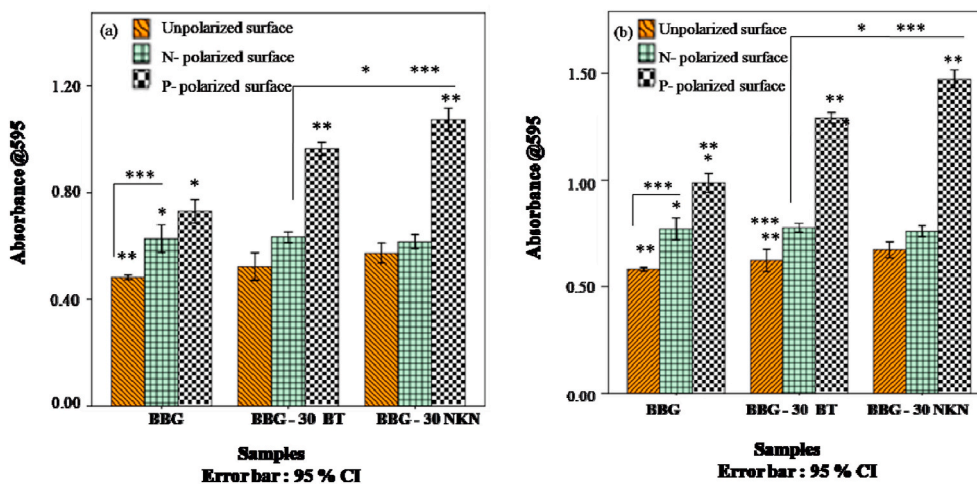 (a)
Unpolarized surface
N- polarized surface
P- polarized surface
* ***
**
**
***
*
*
**
1.20
0.80
0.40
0.00
Absorbance @595
BBG
BBG - 30 BT
BBG - 30 NKN
Samples
Error bar : 95 % CI
(b)
Unpolarized surface
N- polarized surface
P- polarized surface
* ***
**
**
**
*
***
*
**
***
**
1.50
1.00
0.50
0.00
Absorbance @595
BBG
BBG - 30 BT
BBG - 30 NKN
Samples
Error bar : 95 % CI